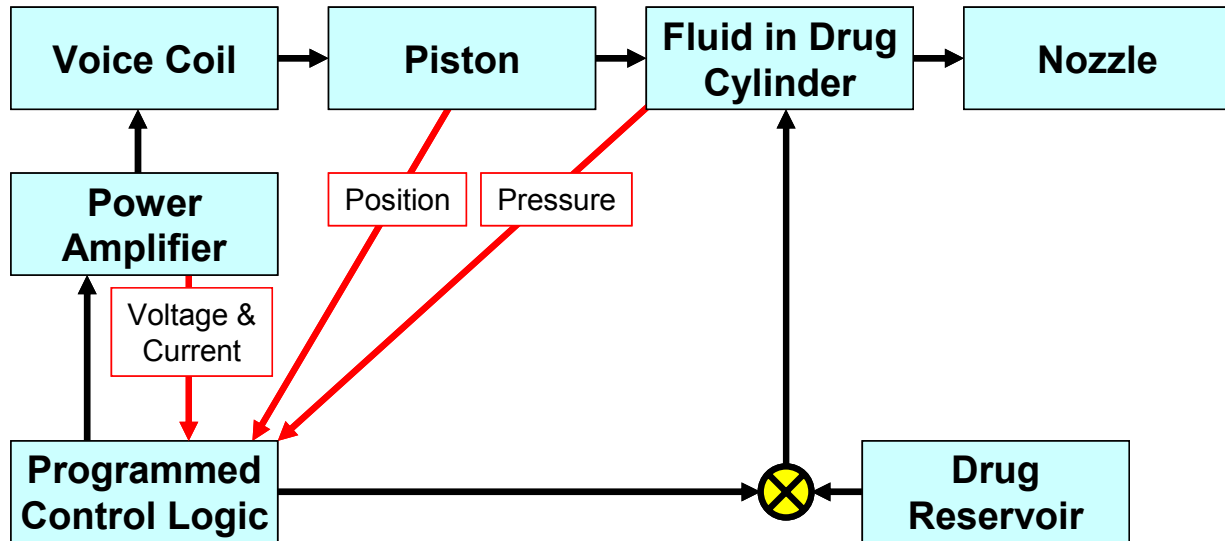 Voice Coil
Piston
Fluid in Drug
Cylinder
Nozzle
Power
Amplifier
Position
Pressure
Voltage &
Current
Programmed
Control Logic
Drug
Reservoir